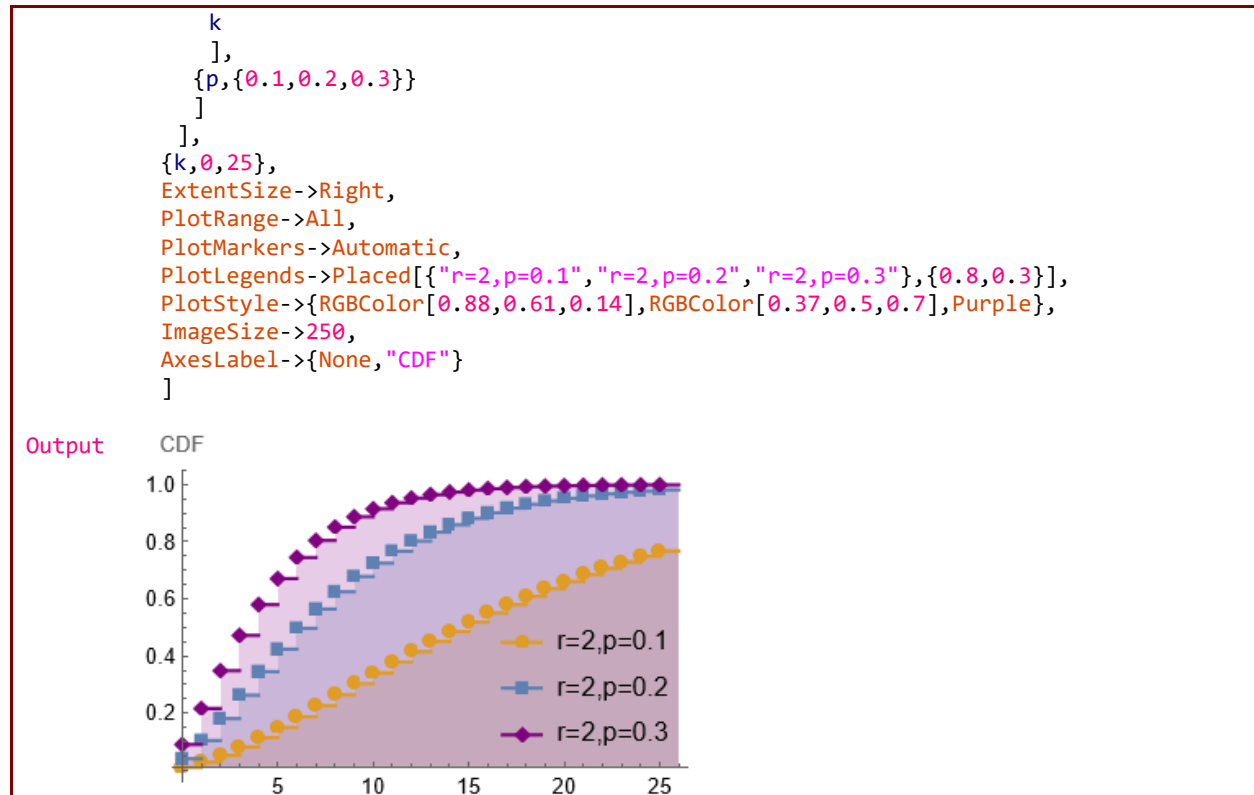 k
],
{p,{0.1,0.2,0.3}}
]
],
{k,0,25},
ExtentSize->Right,
PlotRange->All,
PlotMarkers->Automatic,
PlotLegends->Placed[{"r=2,p=0.1","r=2,p=0.2","r=2,p=0.3"},{0.8,0.3}],
PlotStyle->{RGBColor[0.88,0.61,0.14],RGBColor[0.37,0.5,0.7],Purple},
ImageSize->250,
AxesLabel->{None,"CDF"}
]
Output
CDF
1.0
0.8
0.6
0.4
0.2
r=2,p=0.1
r=2,p=0.2
r=2,p=0.3
5 10 15 20 25